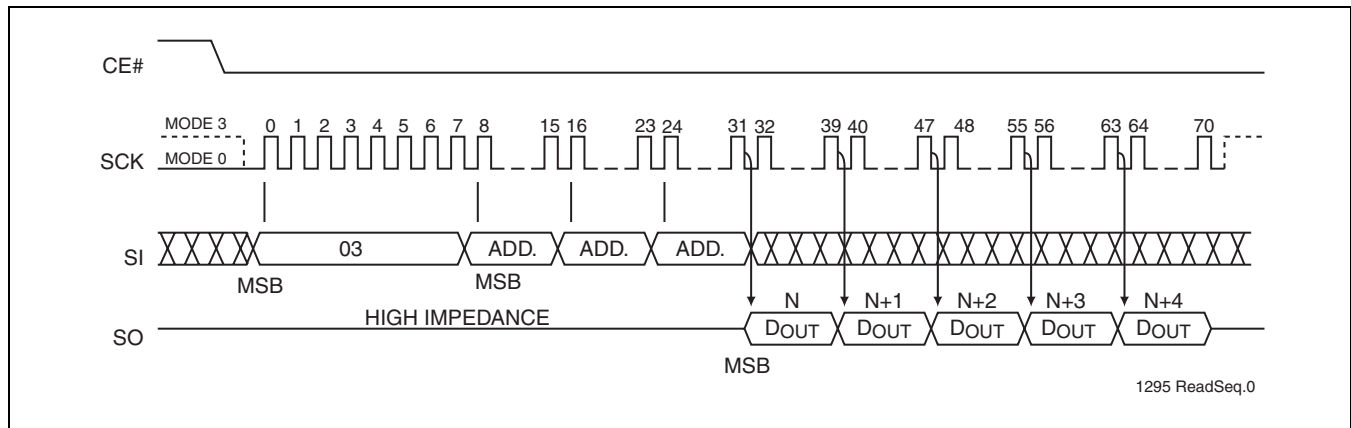 CE#
MODE 3 0 1 2 3 4 5 6 7 8 15 16 23 24 31 32 39 40 47 48 55 56 63 64 70
SCK MODE 0
SI 03 ADD. ADD. ADD.
MSB MSB
N N+1 N+2 N+3 N+4
HIGH IMPEDANCE
SO DOUT DOUT DOUT DOUT DOUT
MSB
1295 ReadSeq.0